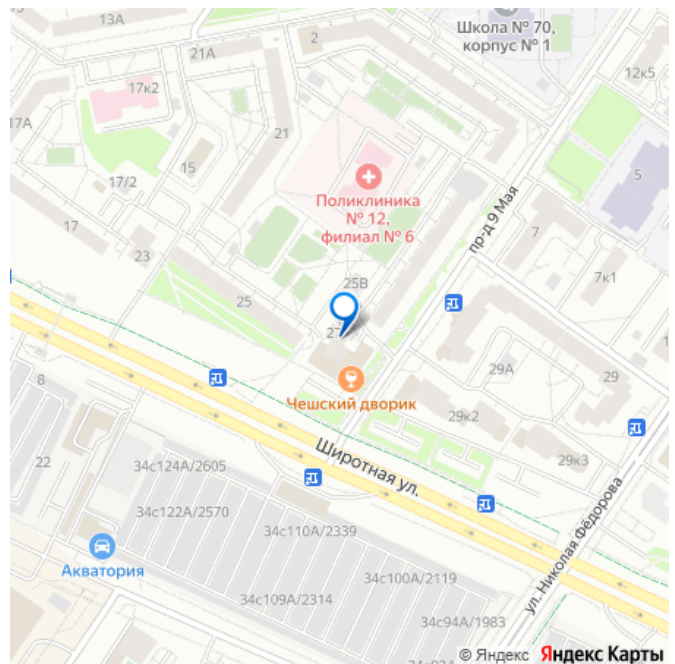 13А
2
Школа № 70,
корпус № 1
21А
12к5
17к2
17А
21
15
5
17/2
Поликлиника
№ 12,
филиал № 6
пр-д 9 Мая
17
7
23
7к1
25В
25
29А
29
8
Чешский дворик
29к2
Широтная ул.
22
34с124А/2605
29к3
34с122А/2570
34с110А/2339
ул. Николая Фёдорова
Акватория
34с100А/2119
34с109А/2314
34с94А/1983
© Яндекс Яндекс Карты